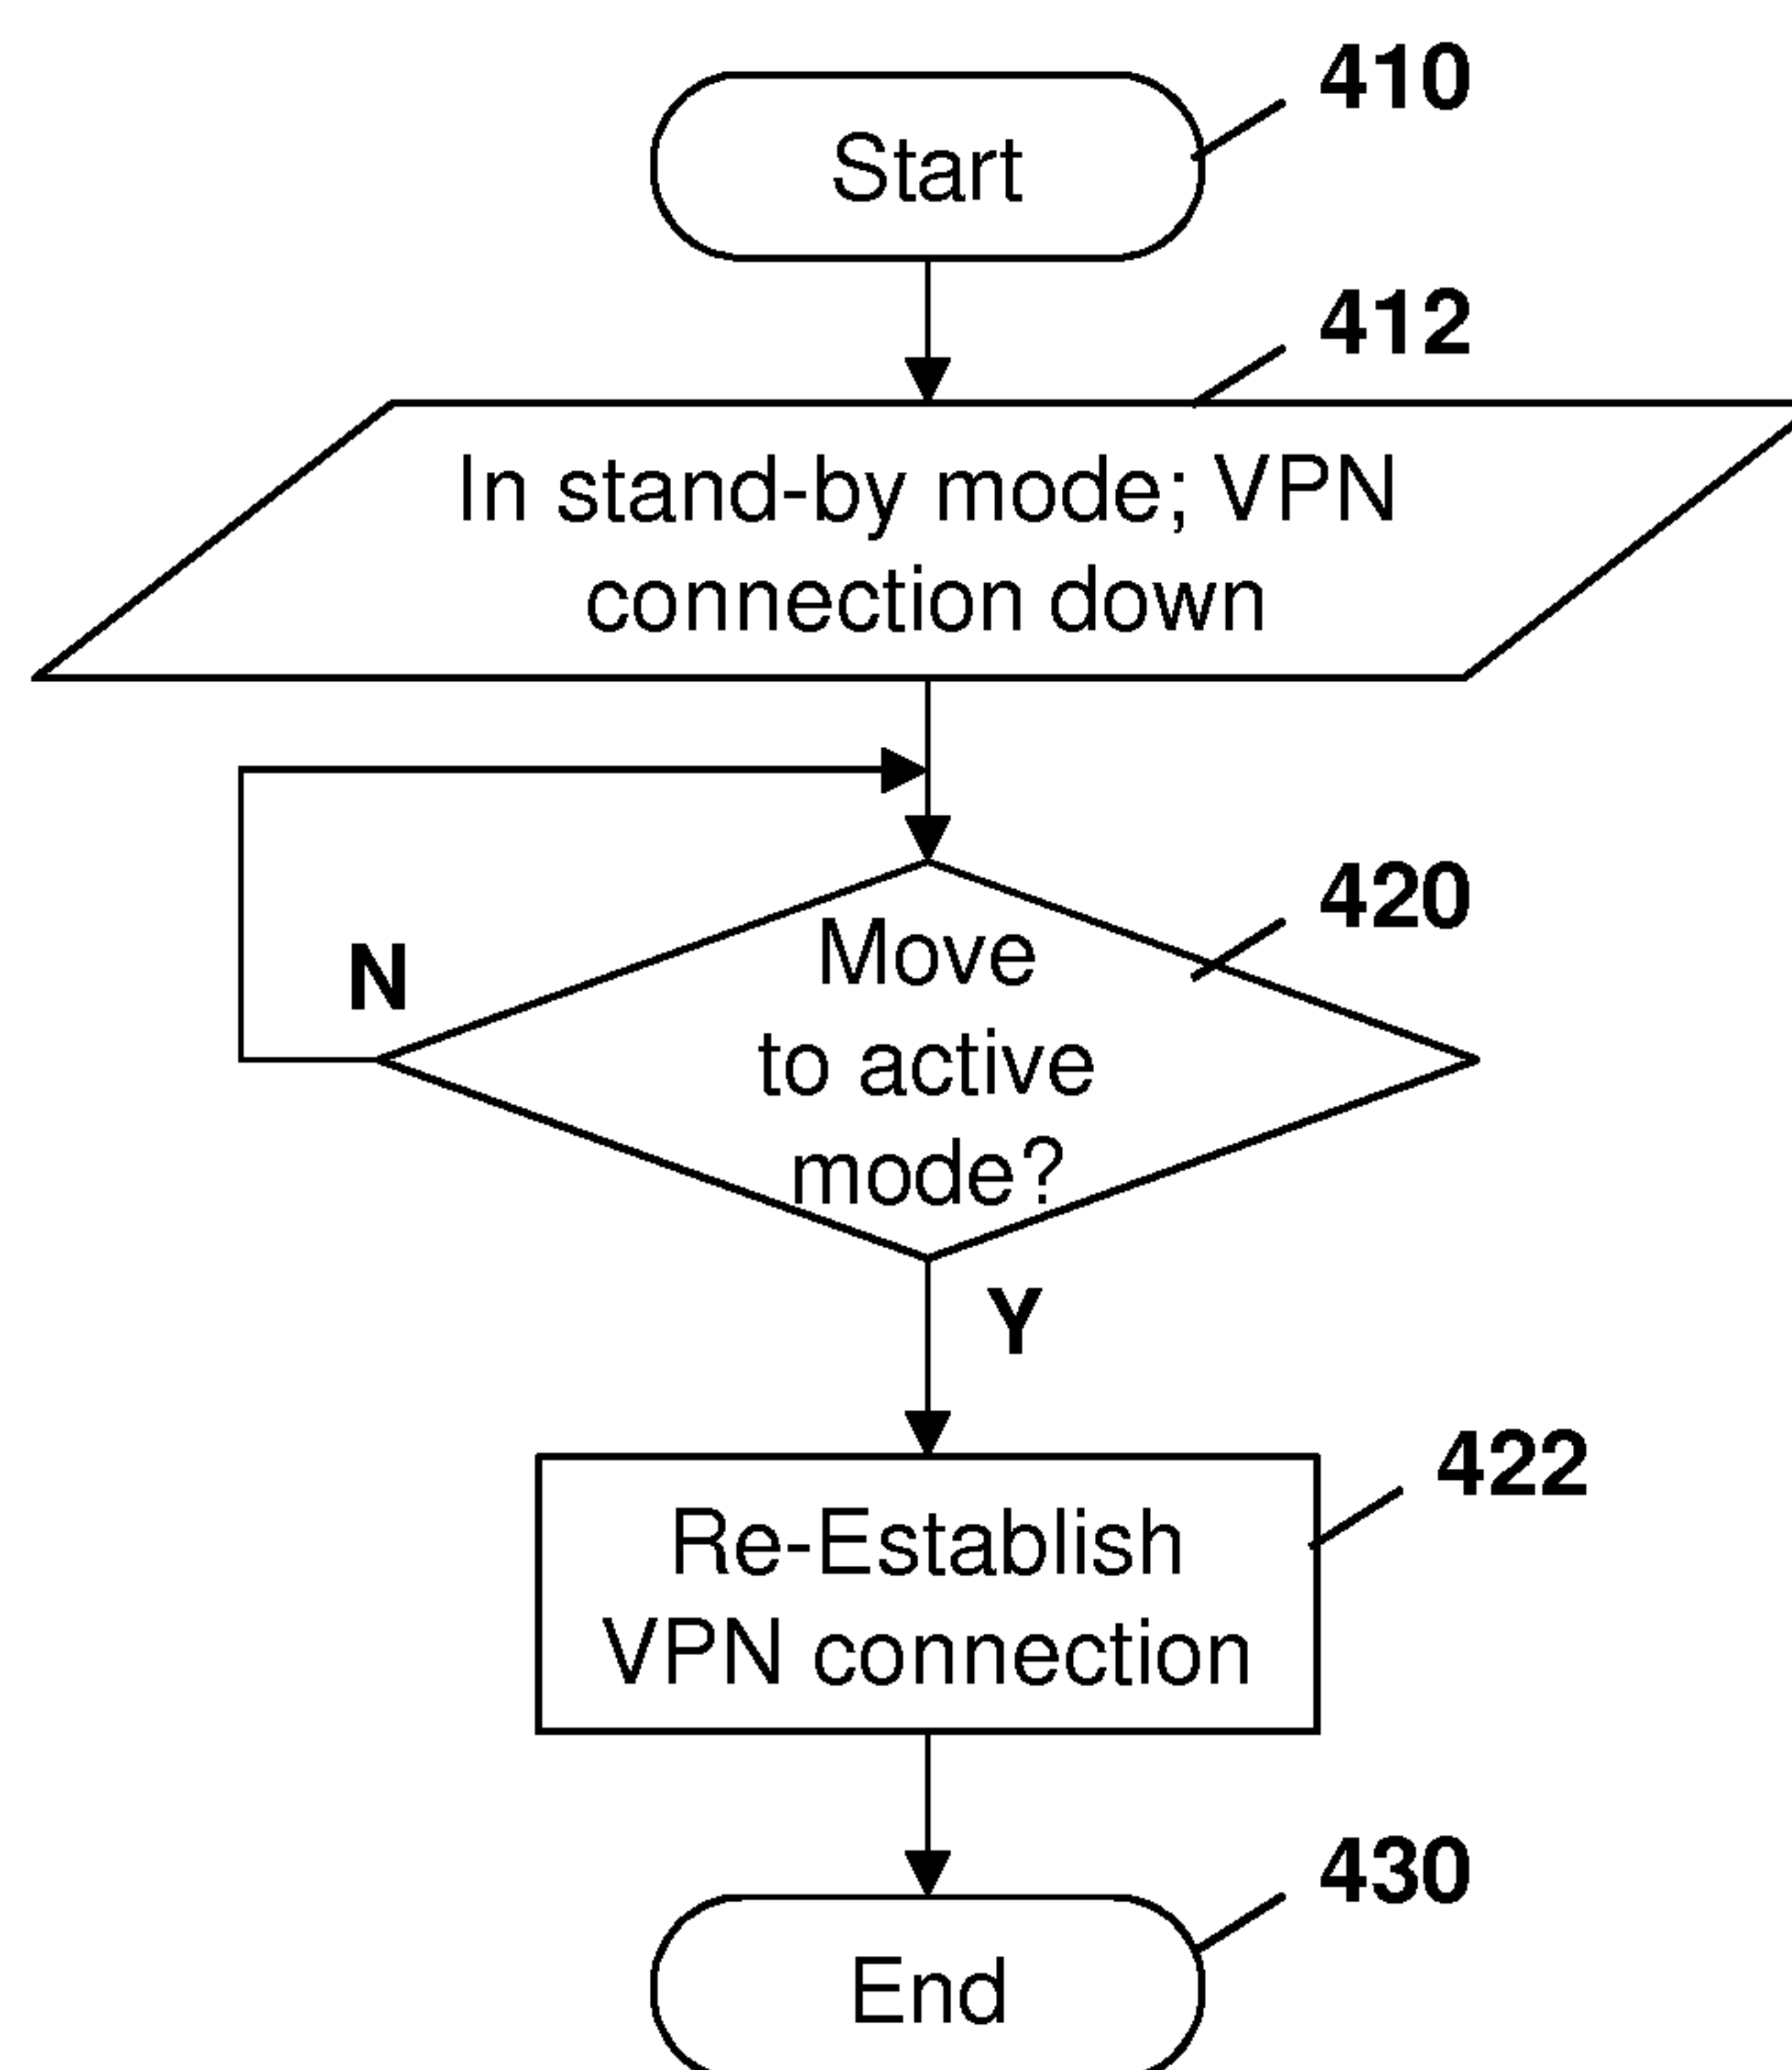 410
Start
412
In stand-by mode; VPN
connection down
420
Move
N
to active
mode?
Y
422
Re-Establish
VPN connection
430
End